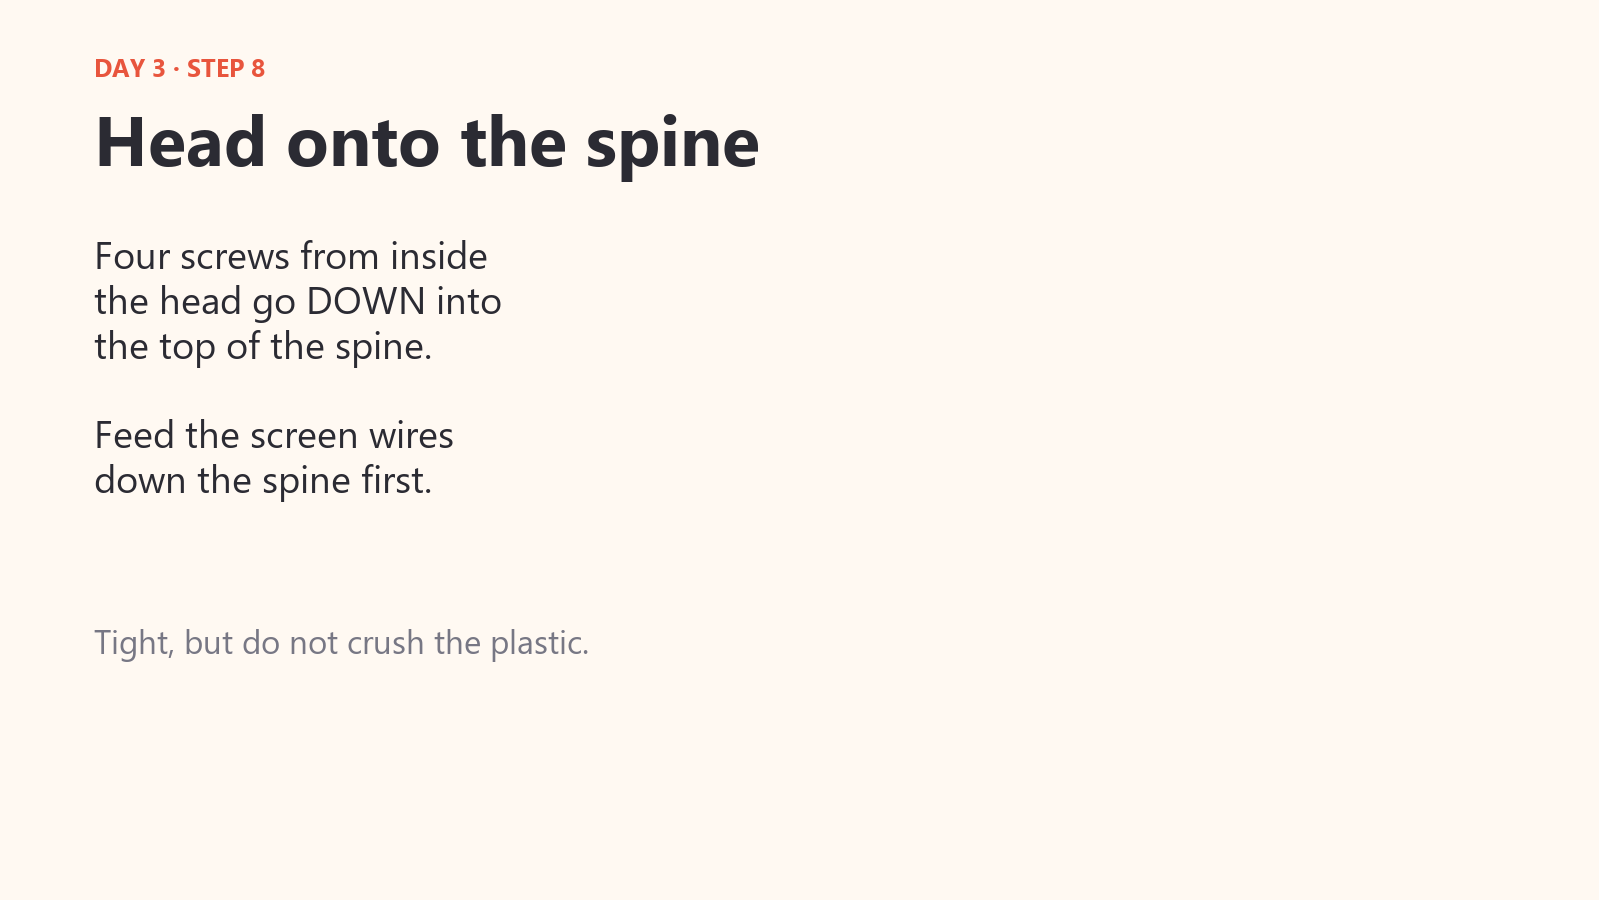 DAY 3 · STEP 8
Head onto the spine
Four screws from inside
the head go DOWN into
the top of the spine.
Feed the screen wires
down the spine first.
Tight, but do not crush the plastic.